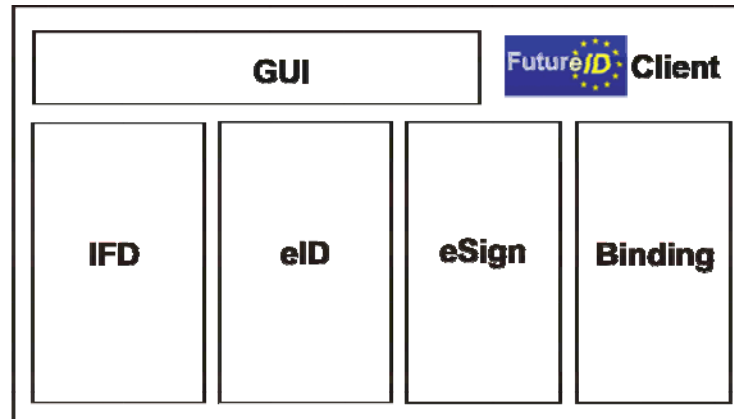 GUI
FutureID Client
IFD
eID
eSign
Binding